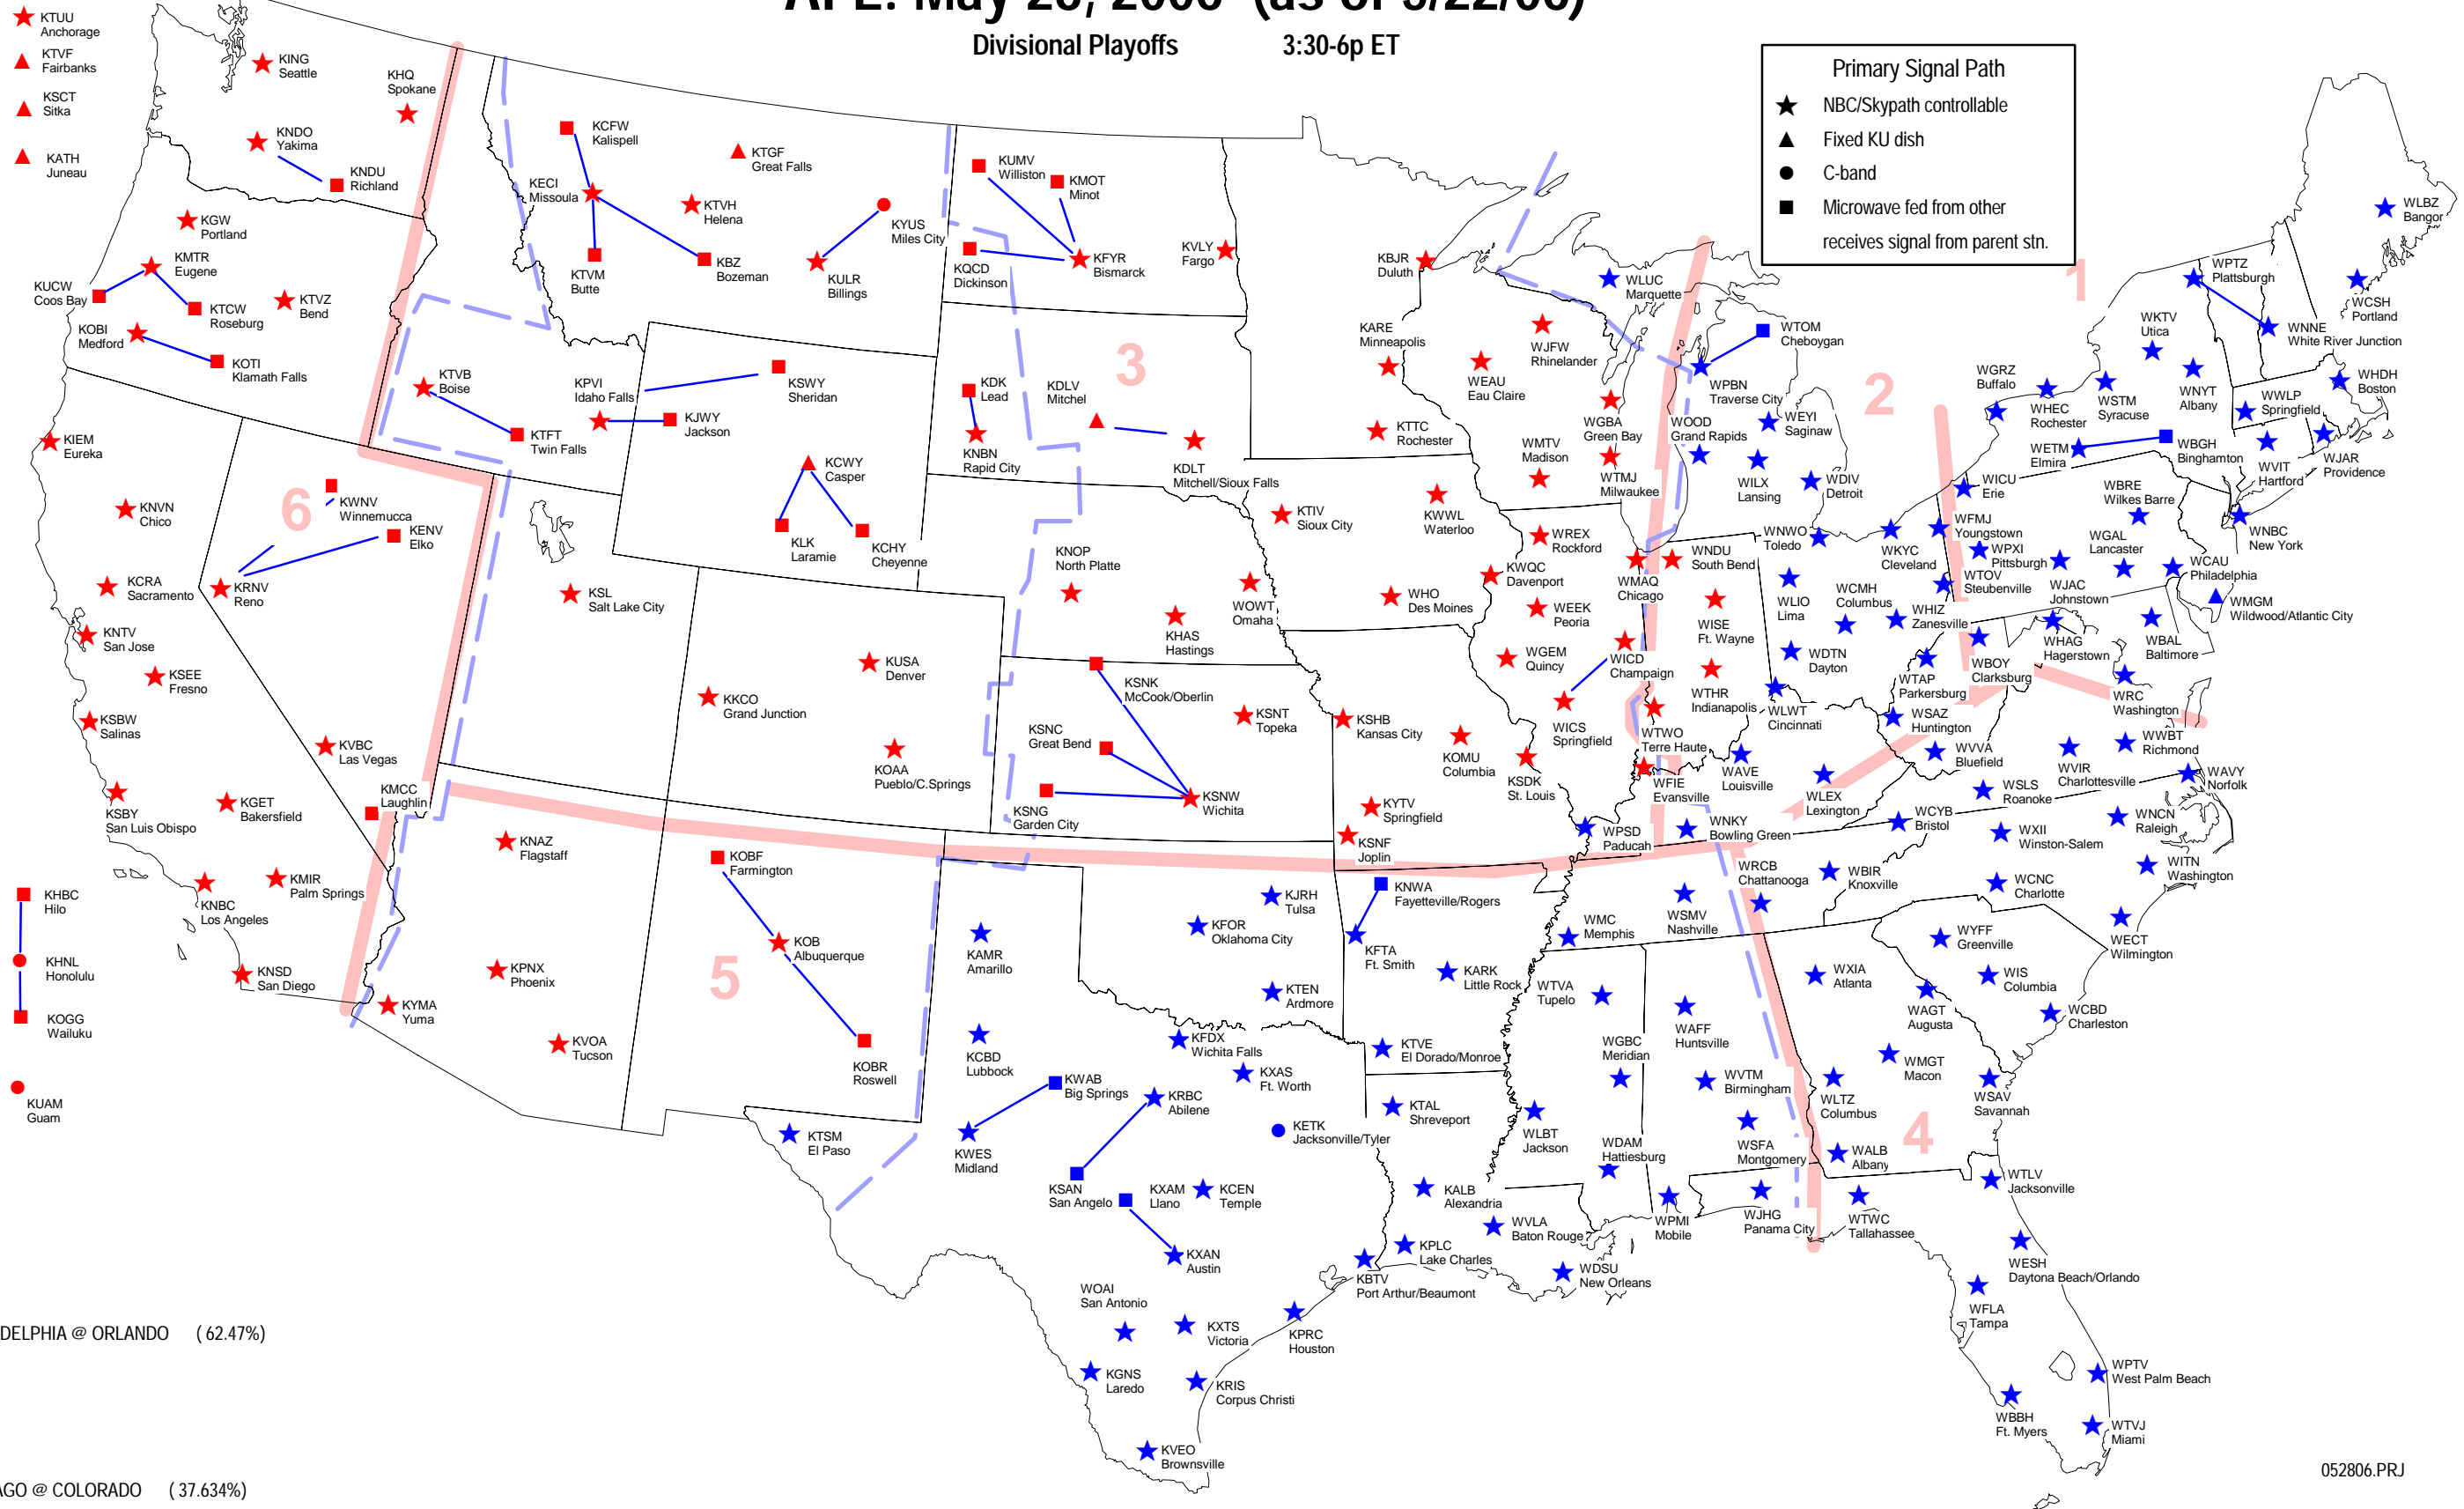 Divisional Playoffs 3:30-6p ET
Primary Signal Path
NBC/Skypath controllable
Fixed KU dish
C-band
Microwave fed from other
receives signal from parent stn.
KTUU
Anchorage
KTVF
Fairbanks
KSCT
Sitka
KATH
Juneau
KING
Seattle
KHQ
Spokane
KNDO
Yakima
KNDU
Richland
KGW
Portland
KMTR
Eugene
KUCW
Coos Bay
KTCW
Roseburg
KTVZ
Bend
KOBI
Medford
KOTI
Klamath Falls
KCFW
Kalispell
KTGF
Great Falls
KECI
Missoula
KTVH
Helena
KYUS
Miles City
KTVM
Butte
KBZ
Bozeman
KULR
Billings
KUMV
Williston
KMOT
Minot
KQCD
Dickinson
KFYR
Bismarck
KVLY
Fargo
KBJR
Duluth
WLUC
Marquette
KARE
Minneapolis
WJFW
Rhinelander
WEAU
Eau Claire
WTOM
Cheboygan
WPBN
Traverse City
WEYI
Saginaw
WLBZ
Bangor
WPTZ
Plattsburgh
WCSH
Portland
WKTV
Utica
WNNE
White River Junction
WGRZ
Buffalo
WHEC
Rochester
WSTM
Syracuse
WNYT
Albany
WHDH
Boston
WWLP
Springfield
WETM
Elmira
WBGH
Binghamton
WVIT
Hartford
WJAR
Providence
1
2
3
4
5
6
KTVB
Boise
KPVI
Idaho Falls
KSWY
Sheridan
KJWY
Jackson
KTFT
Twin Falls
KCWY
Casper
KLK
Laramie
KCHY
Cheyenne
KDK
Lead
KNBN
Rapid City
KDLV
Mitchel
KDLT
Mitchell/Sioux Falls
KTTC
Rochester
WGBA
Green Bay
WOOD
Grand Rapids
WMTV
Madison
WTMJ
Milwaukee
WILX
Lansing
WDIV
Detroit
KIEM
Eureka
KNVN
Chico
KWNV
Winnemucca
KENV
Elko
KCRA
Sacramento
KRNV
Reno
KNTV
San Jose
KSEE
Fresno
KSBW
Salinas
KVBC
Las Vegas
KSBY
San Luis Obispo
KGET
Bakersfield
KMCC
Laughlin
KNBC
Los Angeles
KMIR
Palm Springs
KNSD
San Diego
KHBC
Hilo
KHNL
Honolulu
KOGG
Wailuku
KUAM
Guam
KSL
Salt Lake City
KUSA
Denver
KKCO
Grand Junction
KOAA
Pueblo/C.Springs
KNOP
North Platte
KHAS
Hastings
WOWT
Omaha
KTIV
Sioux City
KWWL
Waterloo
WHO
Des Moines
KWQC
Davenport
WREX
Rockford
WEEK
Peoria
WGEM
Quincy
WMAQ
Chicago
WICD
Champaign
WICS
Springfield
WNDU
South Bend
WISE
Ft. Wayne
WTHR
Indianapolis
WTWO
Terre Haute
WFIE
Evansville
WNWO
Toledo
WLIO
Lima
WCMH
Columbus
WHIZ
Zanesville
WDTN
Dayton
WLWT
Cincinnati
WKYC
Cleveland
WICU
Erie
WFMJ
Youngstown
WPXI
Pittsburgh
WTOV
Steubenville
WJAC
Johnstown
WBRE
Wilkes Barre
WGAL
Lancaster
WNBC
New York
WCAU
Philadelphia
WMGM
Wildwood/Atlantic City
WHAG
Hagerstown
WBAL
Baltimore
WBOY
Clarksburg
WTAP
Parkersburg
WRC
Washington
WSAZ
Huntington
WVVA
Bluefield
WVIR
Charlottesville
WWBT
Richmond
WAVY
Norfolk
WSLS
Roanoke
KSNK
McCook/Oberlin
KSNC
Great Bend
KSNT
Topeka
KSNG
Garden City
KSNW
Wichita
KSHB
Kansas City
KOMU
Columbia
KSDK
St. Louis
KYTV
Springfield
KSNF
Joplin
WAVE
Louisville
WLEX
Lexington
WPSD
Paducah
WNKY
Bowling Green
WCYB
Bristol
WXII
Winston-Salem
WNCN
Raleigh
WITN
Washington
WCNC
Charlotte
WECT
Wilmington
WRCB
Chattanooga
WBIR
Knoxville
WSMV
Nashville
WMC
Memphis
KNAZ
Flagstaff
KPNX
Phoenix
KYMA
Yuma
KVOA
Tucson
KOBF
Farmington
KOB
Albuquerque
KOBR
Roswell
KTSM
El Paso
KAMR
Amarillo
KCBD
Lubbock
KWAB
Big Springs
KWES
Midland
KRBC
Abilene
KSAN
San Angelo
KXAM
Llano
KCEN
Temple
KXAN
Austin
KJRH
Tulsa
KFOR
Oklahoma City
KTEN
Ardmore
KFDX
Wichita Falls
KXAS
Ft. Worth
KETK
Jacksonville/Tyler
KNWA
Fayetteville/Rogers
KFTA
Ft. Smith
KARK
Little Rock
KTVE
El Dorado/Monroe
KTAL
Shreveport
KALB
Alexandria
WVLA
Baton Rouge
KPLC
Lake Charles
KBTV
Port Arthur/Beaumont
WDSU
New Orleans
WOAI
San Antonio
KXTS
Victoria
KPRC
Houston
KGNS
Laredo
KRIS
Corpus Christi
KVEO
Brownsville
WTVA
Tupelo
WGBC
Meridian
WLBT
Jackson
WDAM
Hattiesburg
WAFF
Huntsville
WVTM
Birmingham
WSFA
Montgomery
WPMI
Mobile
WJHG
Panama City
WXIA
Atlanta
WYFF
Greenville
WIS
Columbia
WAGT
Augusta
WCBD
Charleston
WMGT
Macon
WLTZ
Columbus
WSAV
Savannah
WALB
Albany
WTWC
Tallahassee
WTLV
Jacksonville
WESH
Daytona Beach/Orlando
WFLA
Tampa
WPTV
West Palm Beach
WBBH
Ft. Myers
WTVJ
Miami
DELPHIA @ ORLANDO (62.47%)
AGO @ COLORADO (37.634%)
052806.PRJ